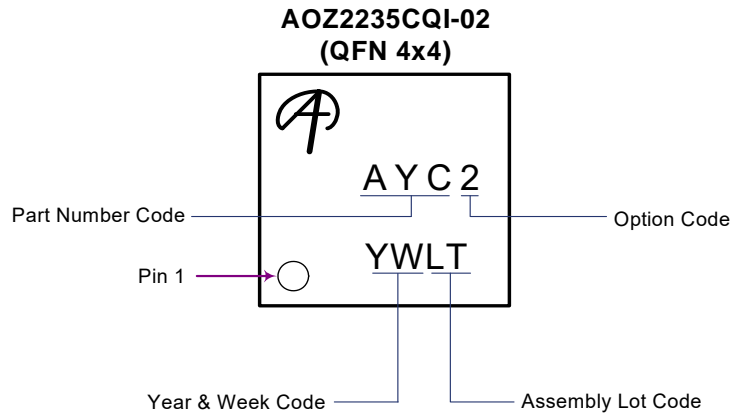 AOZ2235CQI-02
(QFN 4x4)
AYC2
Part Number Code
Option Code
YWLT
Pin 1
Year & Week Code
Assembly Lot Code